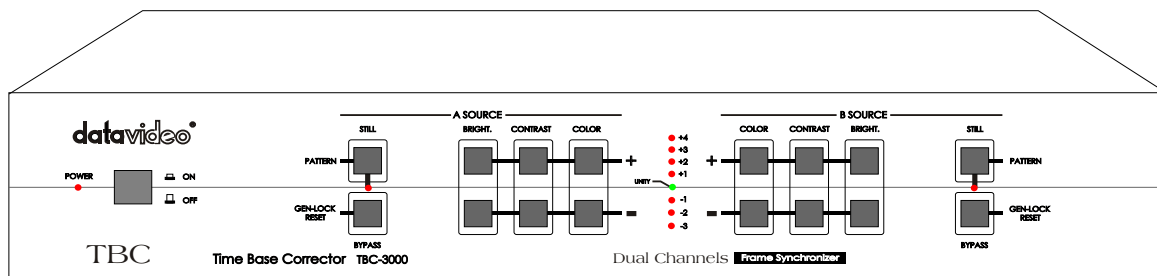 A SOURCE
B SOURCE
datavideo®
STILL
BRIGHT. CONTRAST COLOR
COLOR CONTRAST BRIGHT.
STILL
+4
+3
+2
+1
UNITY
-1
-2
-3
PATTERN
+
+
PATTERN
POWER
ON
OFF
GEN-LOCK
RESET
-
-
GEN-LOCK
RESET
BYPASS
BYPASS
TBC
Time Base Corrector TBC-3000
Dual Channels Frame Synchronizer